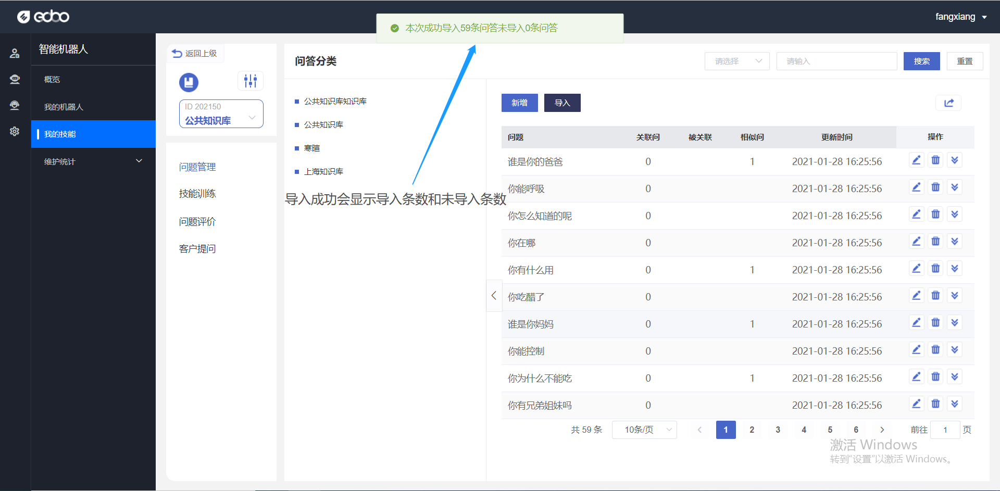 edbo
fangxiang
本次成功导入59条问答未导入0条问答
智能机器人
概览
我的机器人
我的技能
维护统计
返回上级
ID 202150
公共知识库
问题管理
技能训练
问题评价
客户提问
问答分类
请选择
请输入
搜索
重置
公共知识库知识库
公共知识库
寒暄
上海知识库
导入成功会显示导入条数和未导入条数
新增
导入
问题 关联问 被关联 相似问 更新时间 操作
谁是你的爸爸 0 1 2021-01-28 16:25:56
你能呼吸 0 2021-01-28 16:25:56
你怎么知道的呢 0 2021-01-28 16:25:56
你在哪 0 2021-01-28 16:25:56
你有什么用 0 1 2021-01-28 16:25:56
你吃醋了 0 2021-01-28 16:25:56
谁是你妈妈 0 1 2021-01-28 16:25:56
你能控制 0 2021-01-28 16:25:56
你为什么不能吃 0 1 2021-01-28 16:25:56
你有兄弟姐妹吗 0 2021-01-28 16:25:56
共 59 条 10条/页 1 2 3 4 5 6 前往 1 页
激活 Windows
转到“设置”以激活 Windows。